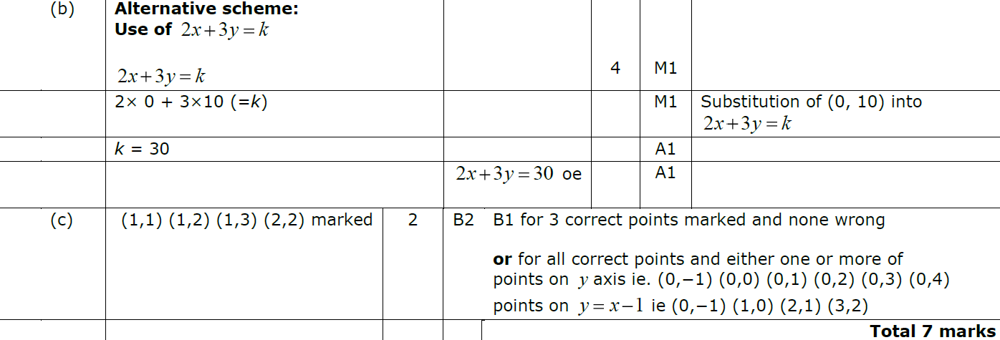 (b) Alternative scheme:
Use of 2x+3y=k
2x+3y=k 4 M1
2× 0 + 3×10 (=k) M1 Substitution of (0, 10) into
2x+3y=k
k = 30 A1
2x+3y=30 oe A1
(c) (1,1) (1,2) (1,3) (2,2) marked 2 B2 B1 for 3 correct points marked and none wrong
or for all correct points and either one or more of
points on y axis ie. (0,−1) (0,0) (0,1) (0,2) (0,3) (0,4)
points on y=x−1 ie (0,−1) (1,0) (2,1) (3,2)
Total 7 marks